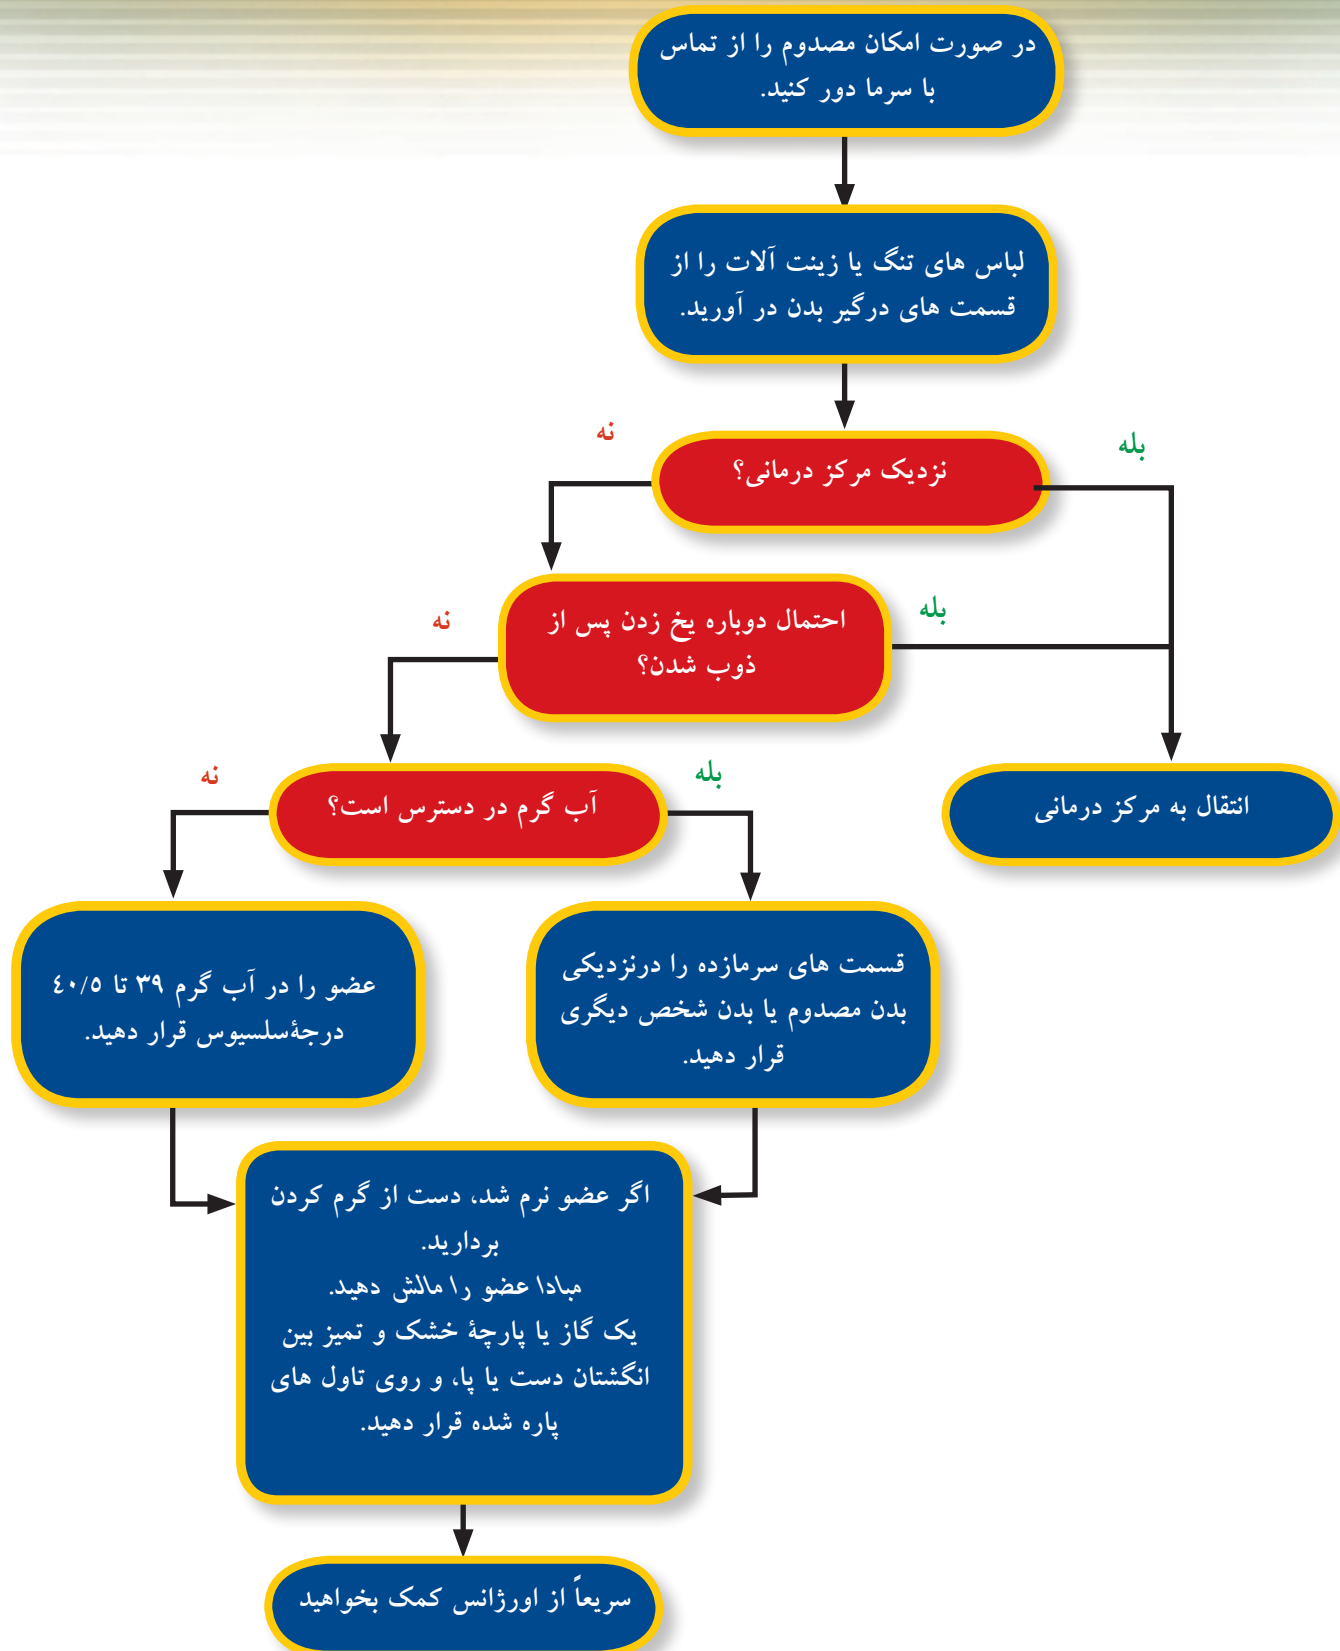 در صورت امکان مصدوم را از تماس
با سرما دور کنید.
لباس های تنگ یا زینت آلات را از
قسمت های درگیر بدن در آورید.
نه
بله
نزدیک مرکز درمانی؟
نه
بله
احتمال دوباره یخ زدن پس از
ذوب شدن؟
نه
بله
آب گرم در دسترس است؟
انتقال به مرکز درمانی
قسمت های سرمازده را درنزدیکی
بدن مصدوم یا بدن شخص دیگری
قرار دهید.
عضو را در آب گرم ۳۹ تا ٤٠/٥
درجۀسلسیوس قرار دهید.
اگر عضو نرم شد، دست از گرم کردن
بردارید.
مبادا عضو را مالش دهید.
یک گاز یا پارچۀ خشک و تمیز بین
انگشتان دست یا پا، و روی تاول های
پاره شده قرار دهید.
سریعاً از اورژانس کمک بخواهید